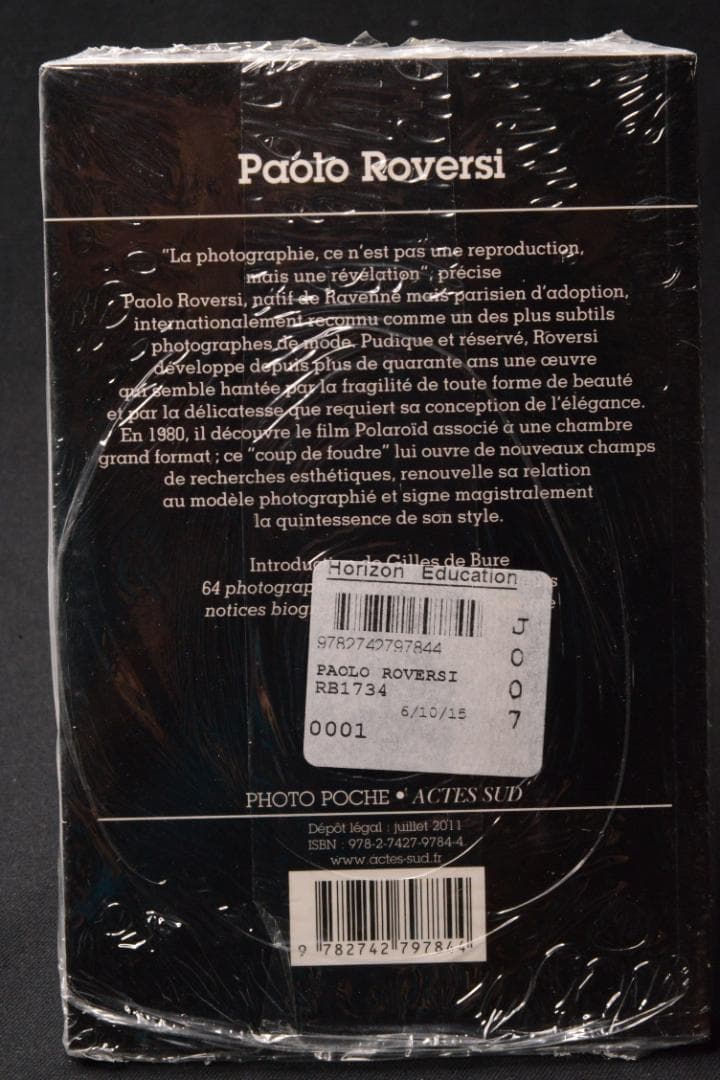 Paolo Roversi
"La photographie, ce n'est pas une reproduction,
mais une révélation", précise
Paolo Roversi, natif de Ravenne mais parisien d'adoption,
internationalement reconnu comme un des plus subtils
photographes de mode. Pudique et réservé, Roversi
développe depuis plus de quarante ans une œuvre
qui semble hantée par la fragilité de toute forme de beauté
et par la délicatesse que requiert sa conception de l'élégance.
En 1980, il découvre le film Polaroïd associé à une chambre
grand format ; ce "coup de foudre" lui ouvre de nouveaux champs
de recherches esthétiques, renouvelle sa relation
au modèle photographié et signe magistralement
la quintessence de son style.
Introduction de Gilles de Bure
64
notices
Horizon Education
9782742797844
PAOLO ROVERSI
RB1734
6/10/15
0001
J007
PHOTO POCHE • ACTES SUD
Dépôt légal : juillet 2011
ISBN : 978-2-7427-9784-4
www.actes-sud.fr
9 782742 797844